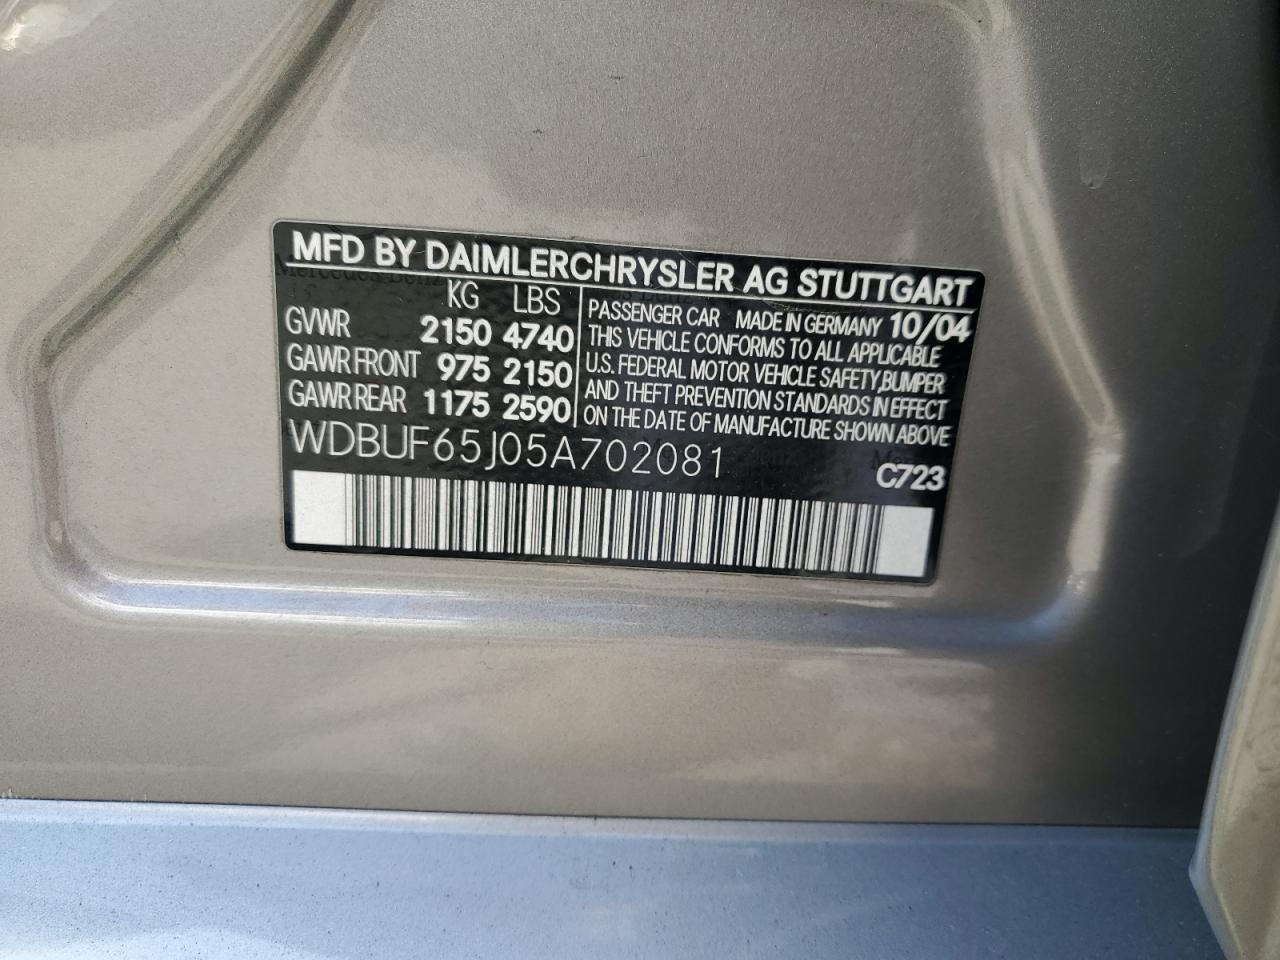 MFD BY DAIMLERCHRYSLER AG STUTTGART
KG LBS
GVWR 2150 4740
GAWR FRONT 975 2150
GAWR REAR 1175 2590
PASSENGER CAR MADE IN GERMANY 10/04
THIS VEHICLE CONFORMS TO ALL APPLICABLE
U.S. FEDERAL MOTOR VEHICLE SAFETY,BUMPER
AND THEFT PREVENTION STANDARDS IN EFFECT
ON THE DATE OF MANUFACTURE SHOWN ABOVE
WDBUF65J05A702081
C723